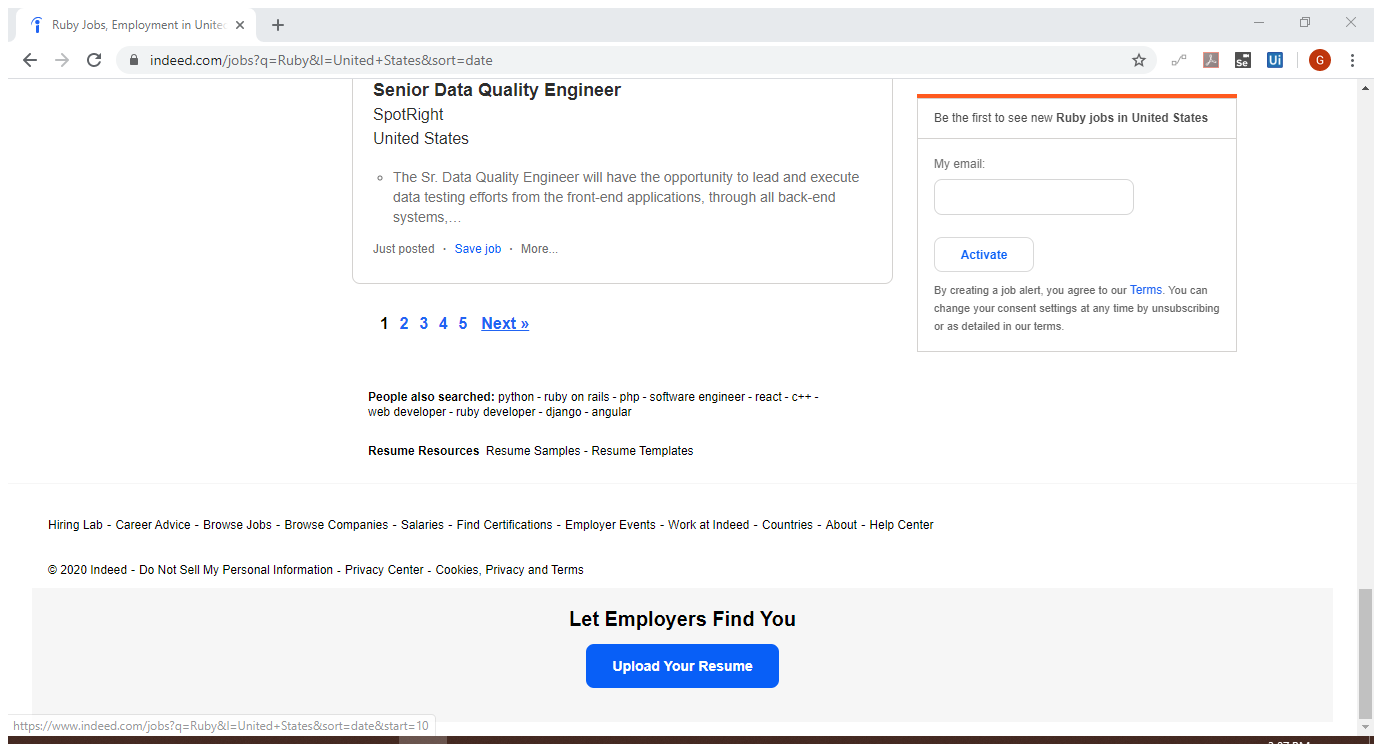 Ruby Jobs, Employment in United
indeed.com/jobs?q=Ruby&l=United+States&sort=date
Se
Ui
G
Senior Data Quality Engineer
SpotRight
United States
The Sr. Data Quality Engineer will have the opportunity to lead and execute
data testing efforts from the front-end applications, through all back-end
systems,…
Just posted · Save job · More...
Be the first to see new Ruby jobs in United States
My email:
Activate
By creating a job alert, you agree to our Terms. You can
change your consent settings at any time by unsubscribing
or as detailed in our terms.
1 2 3 4 5 Next »
People also searched: python - ruby on rails - php - software engineer - react - c++ -
web developer - ruby developer - django - angular
Resume Resources Resume Samples - Resume Templates
Hiring Lab - Career Advice - Browse Jobs - Browse Companies - Salaries - Find Certifications - Employer Events - Work at Indeed - Countries - About - Help Center
© 2020 Indeed - Do Not Sell My Personal Information - Privacy Center - Cookies, Privacy and Terms
Let Employers Find You
Upload Your Resume
https://www.indeed.com/jobs?q=Ruby&l=United+States&sort=date&start=10